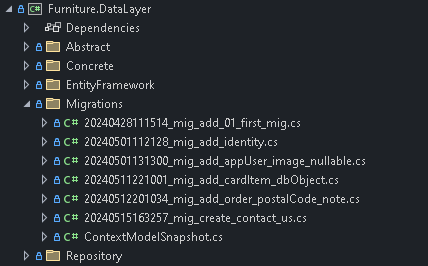 C# Furniture.DataLayer
Dependencies
Abstract
Concrete
EntityFramework
Migrations
C# 20240428111514_mig_add_01_first_mig.cs
C# 20240501112128_mig_add_identity.cs
C# 20240501131300_mig_add_appUser_image_nullable.cs
C# 20240511221001_mig_add_cardItem_dbObject.cs
C# 20240512201034_mig_add_order_postalCode_note.cs
C# 20240515163257_mig_create_contact_us.cs
C# ContextModelSnapshot.cs
Repository